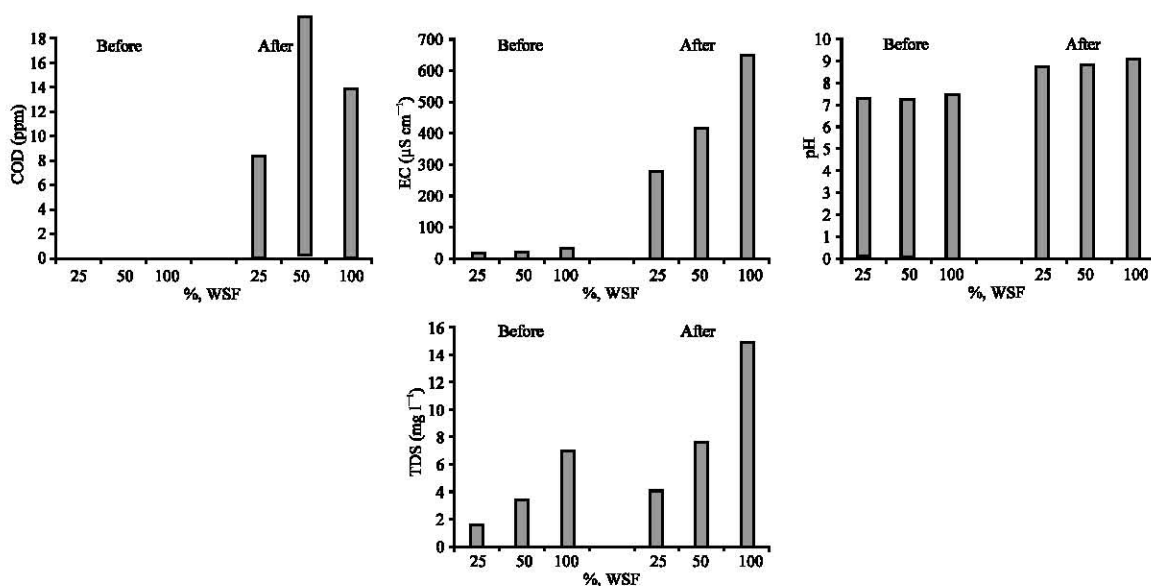 18
16
14
12
10
8
6
4
2
0
COD (ppm)
Before
After
25 50 100 25 50 100
%, WSF
700
600
500
400
300
200
100
0
EC (µS cm⁻¹)
Before
After
25 50 100 25 50 100
%, WSF
10
9
8
7
6
5
4
3
2
1
0
pH
Before
After
25 50 100 25 50 100
%, WSF
16
14
12
10
8
6
4
2
0
TDS (mg l⁻¹)
Before
After
25 50 100 25 50 100
%, WSF